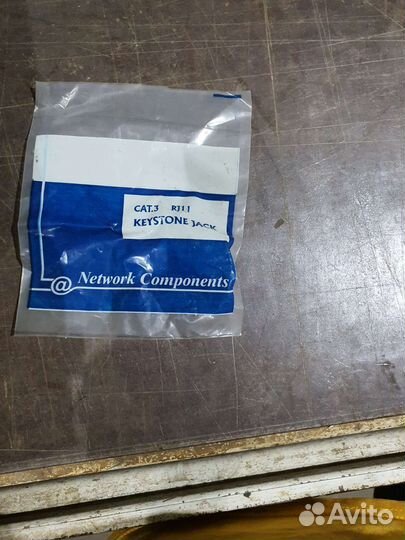 CAT.3 RJ11
KEYSTONE JACK
@ Network Components
Avito